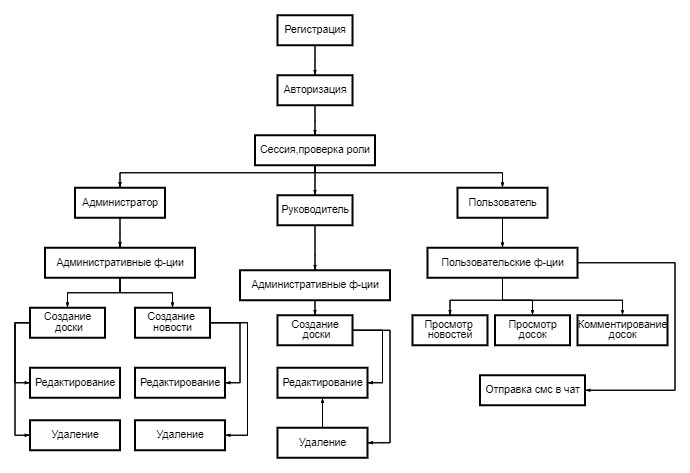 Регистрация
Авторизация
Сессия,проверка роли
Администратор
Руководитель
Пользователь
Административные ф-ции
Административные ф-ции
Пользовательские ф-ции
Создание
доски
Создание
новости
Создание
доски
Просмотр
новостей
Просмотр
досок
Комментирование
досок
Редактирование
Редактирование
Редактирование
Отправка смс в чат
Удаление
Удаление
Удаление